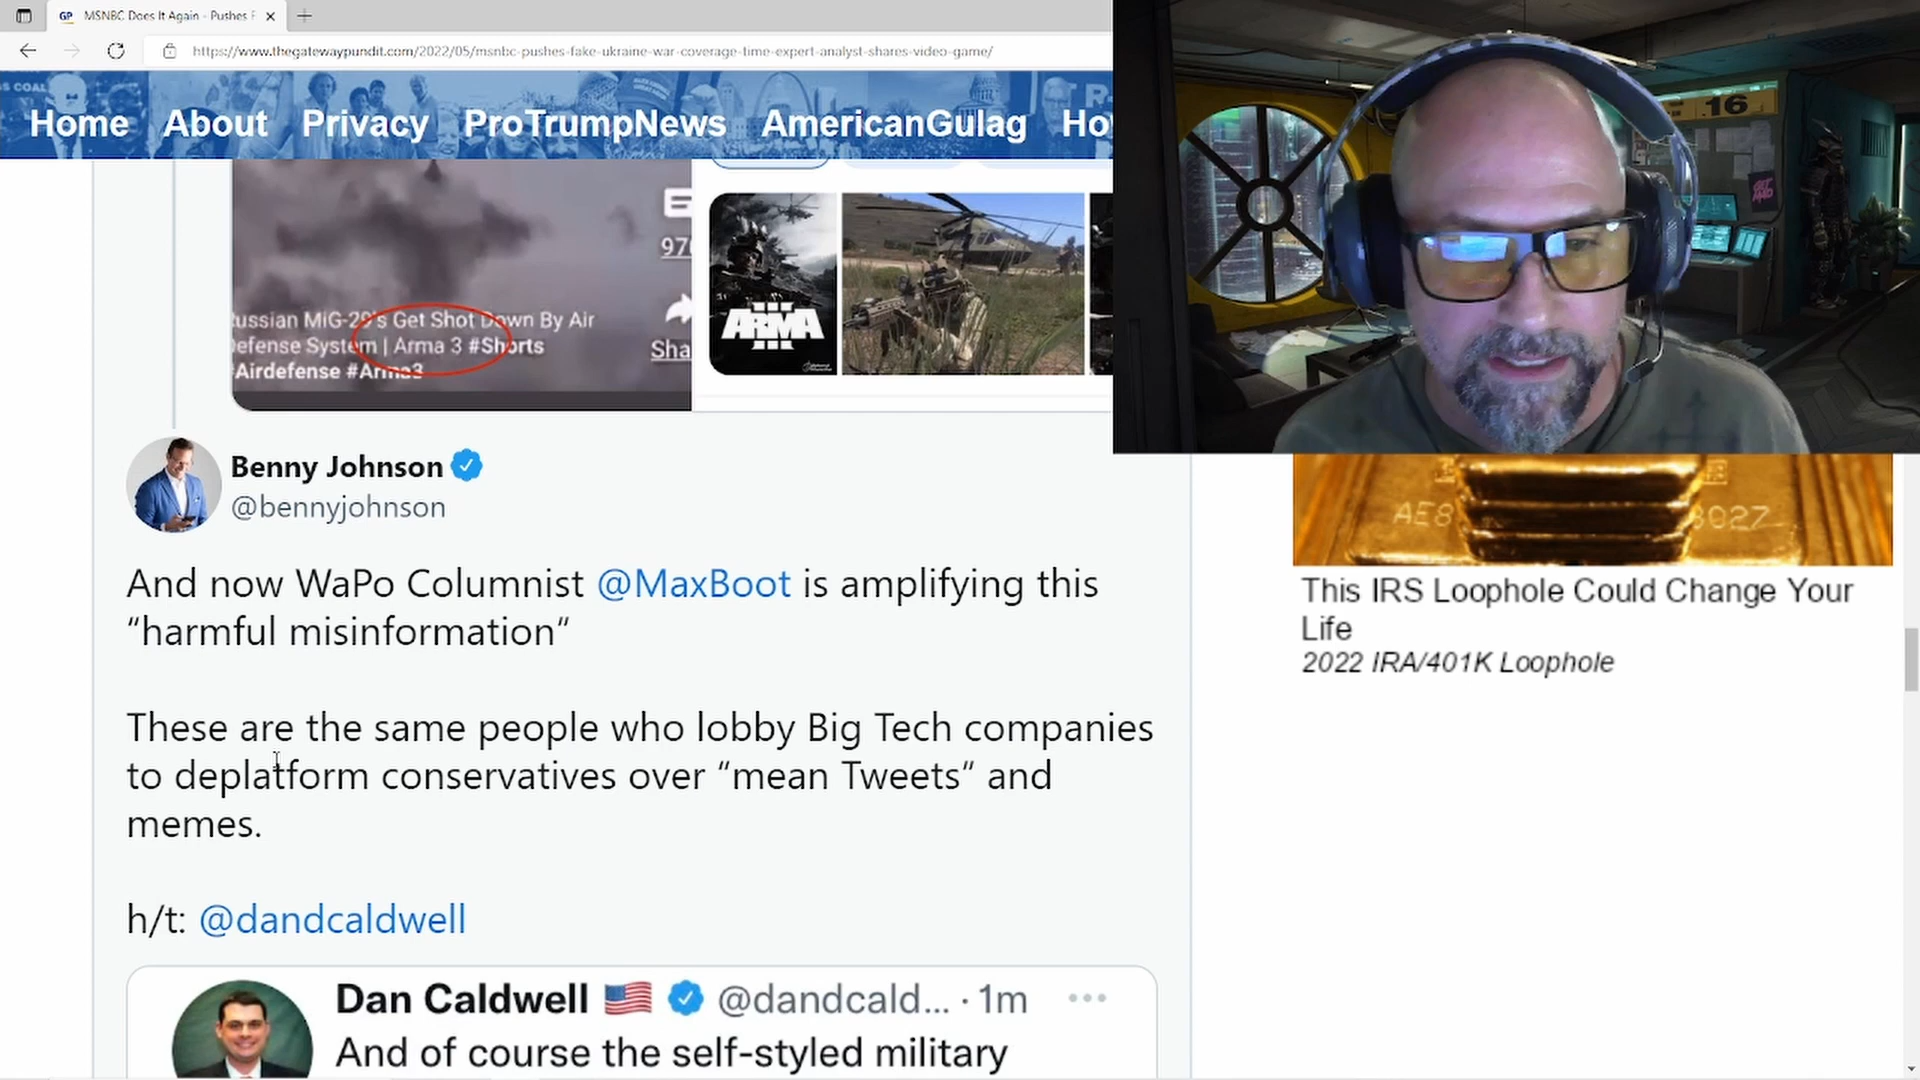 GP MSNBC Does It Again - Pushes F
https://www.thegatewaypundit.com/2022/05/msnbc-pushes-fake-ukraine-war-coverage-time-expert-analyst-shares-video-game/
S COAL
Home About Privacy ProTrumpNews AmericanGulag Ho
16
97
ussian MiG-29's Get Shot Down By Air
efense System | Arma 3 #Shorts
Airdefense #Arma3
Sha
ARMA
III
Benny Johnson
@bennyjohnson
And now WaPo Columnist @MaxBoot is amplifying this
“harmful misinformation”
These are the same people who lobby Big Tech companies
to deplatform conservatives over “mean Tweets” and
memes.
h/t: @dandcaldwell
Dan Caldwell @dandcald... · 1m
And of course the self-styled military
AE8
This IRS Loophole Could Change Your
Life
2022 IRA/401K Loophole